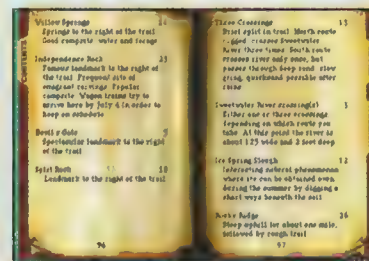 Willow Springs 14
Springs to the right of the trail
Good campsite water and forage
Independence Rock 23
Famous landmark to the right of
the trail Frequent site of
emigrant carvings Popular
campsite Wagon trains try to
arrive here by July 4 in order to
keep on schedule
Devil's Gate 5
Spectacular landmark to the right
of the trail
Split Rock 10
Landmark to the right of the trail
96
Three Crossings 13
Brief split in trail North route
rugged crosses Sweetwater
River three times South route
crosses river only once, but
passes through deep sand slow
going, quicksand possible after
rains
Sweetwater River crossing(s) 5
Either one or three crossings
depending on which route you
take At this point the river is
about 125 wide and 2 feet deep
Ice Spring Slough 12
Interesting natural phenomenon
where ice can be obtained even
during the summer by digging a
short ways beneath the soil
Rocky Ridge 26
Steep uphill for about one mile,
followed by rough trail
97